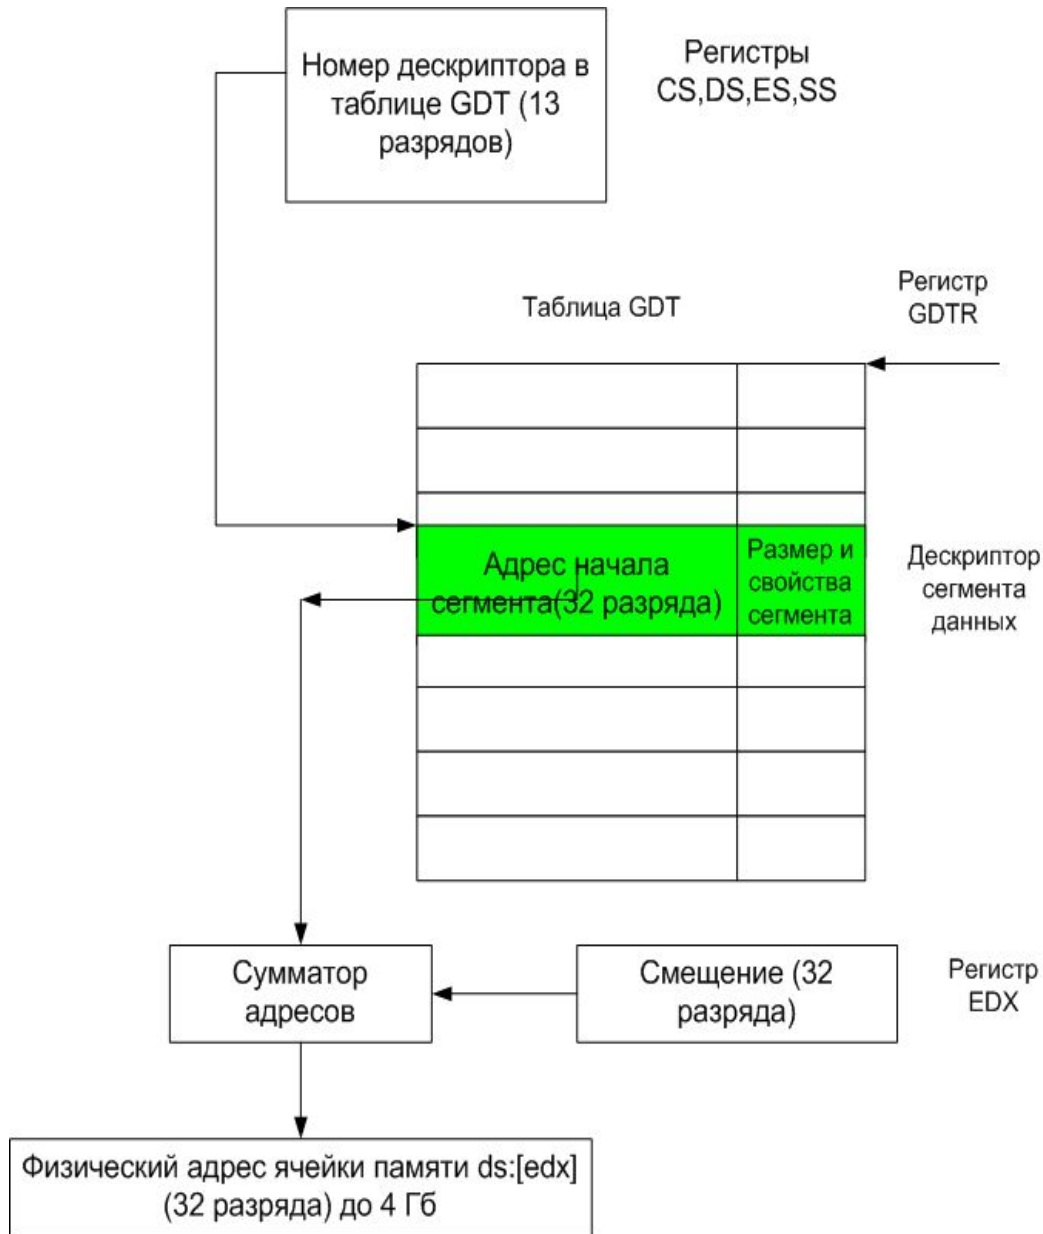 Номер дескриптора в
таблице GDT (13
разрядов)
Регистры
CS,DS,ES,SS
Таблица GDT
Регистр
GDTR
Адрес начала
сегмента(32 разряда)
Размер и
свойства
сегмента
Дескриптор
сегмента
данных
Сумматор
адресов
Смещение (32
разряда)
Регистр
EDX
Физический адрес ячейки памяти ds:[edx]
(32 разряда) до 4 Гб